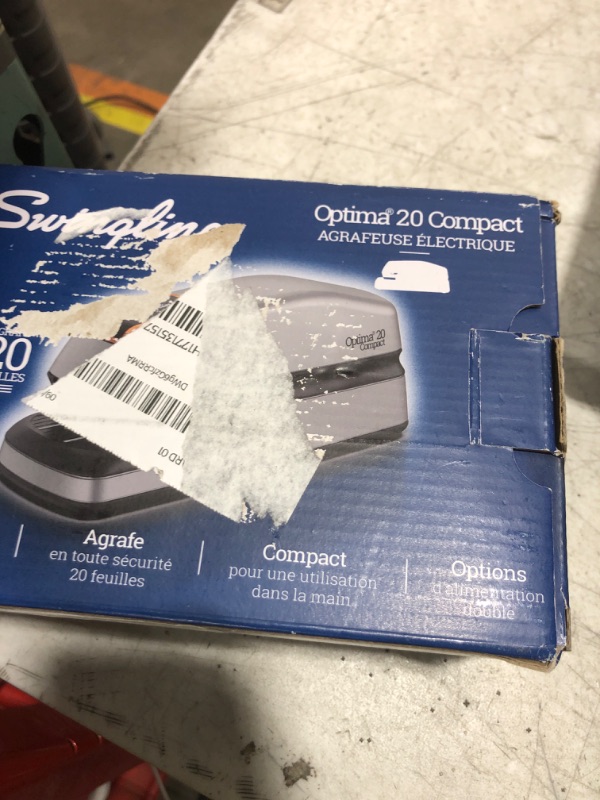 Swingline
Optima® 20 Compact
AGRAFEUSE ÉLECTRIQUE
20
Optima® 20
Compact
Agrafe
en toute sécurité
20 feuilles
Compact
pour une utilisation
dans la main
Options
d'alimentation
double